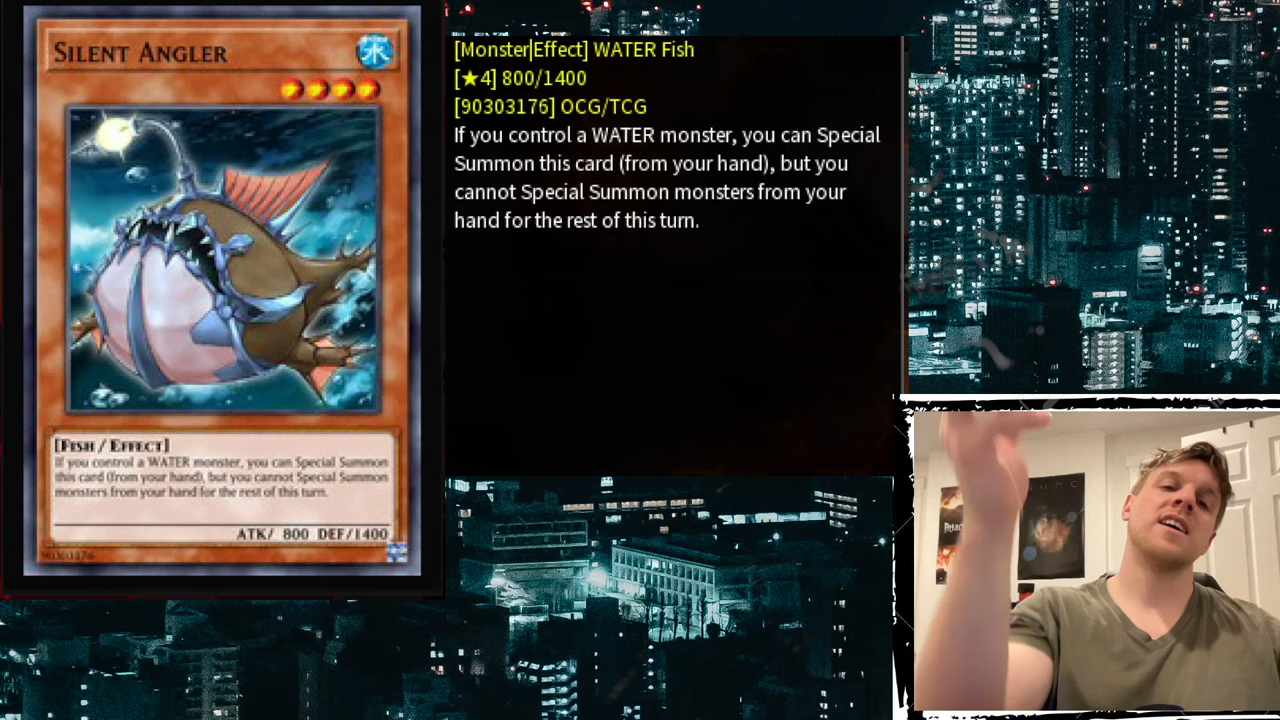 SILENT ANGLER
水
[FISH / EFFECT]
If you control a WATER monster, you can Special Summon
this card (from your hand), but you cannot Special Summon
monsters from your hand for the rest of this turn.
ATK/ 800 DEF/1400
90303176
[Monster|Effect] WATER Fish
[★4] 800/1400
[90303176] OCG/TCG
If you control a WATER monster, you can Special
Summon this card (from your hand), but you
cannot Special Summon monsters from your
hand for the rest of this turn.